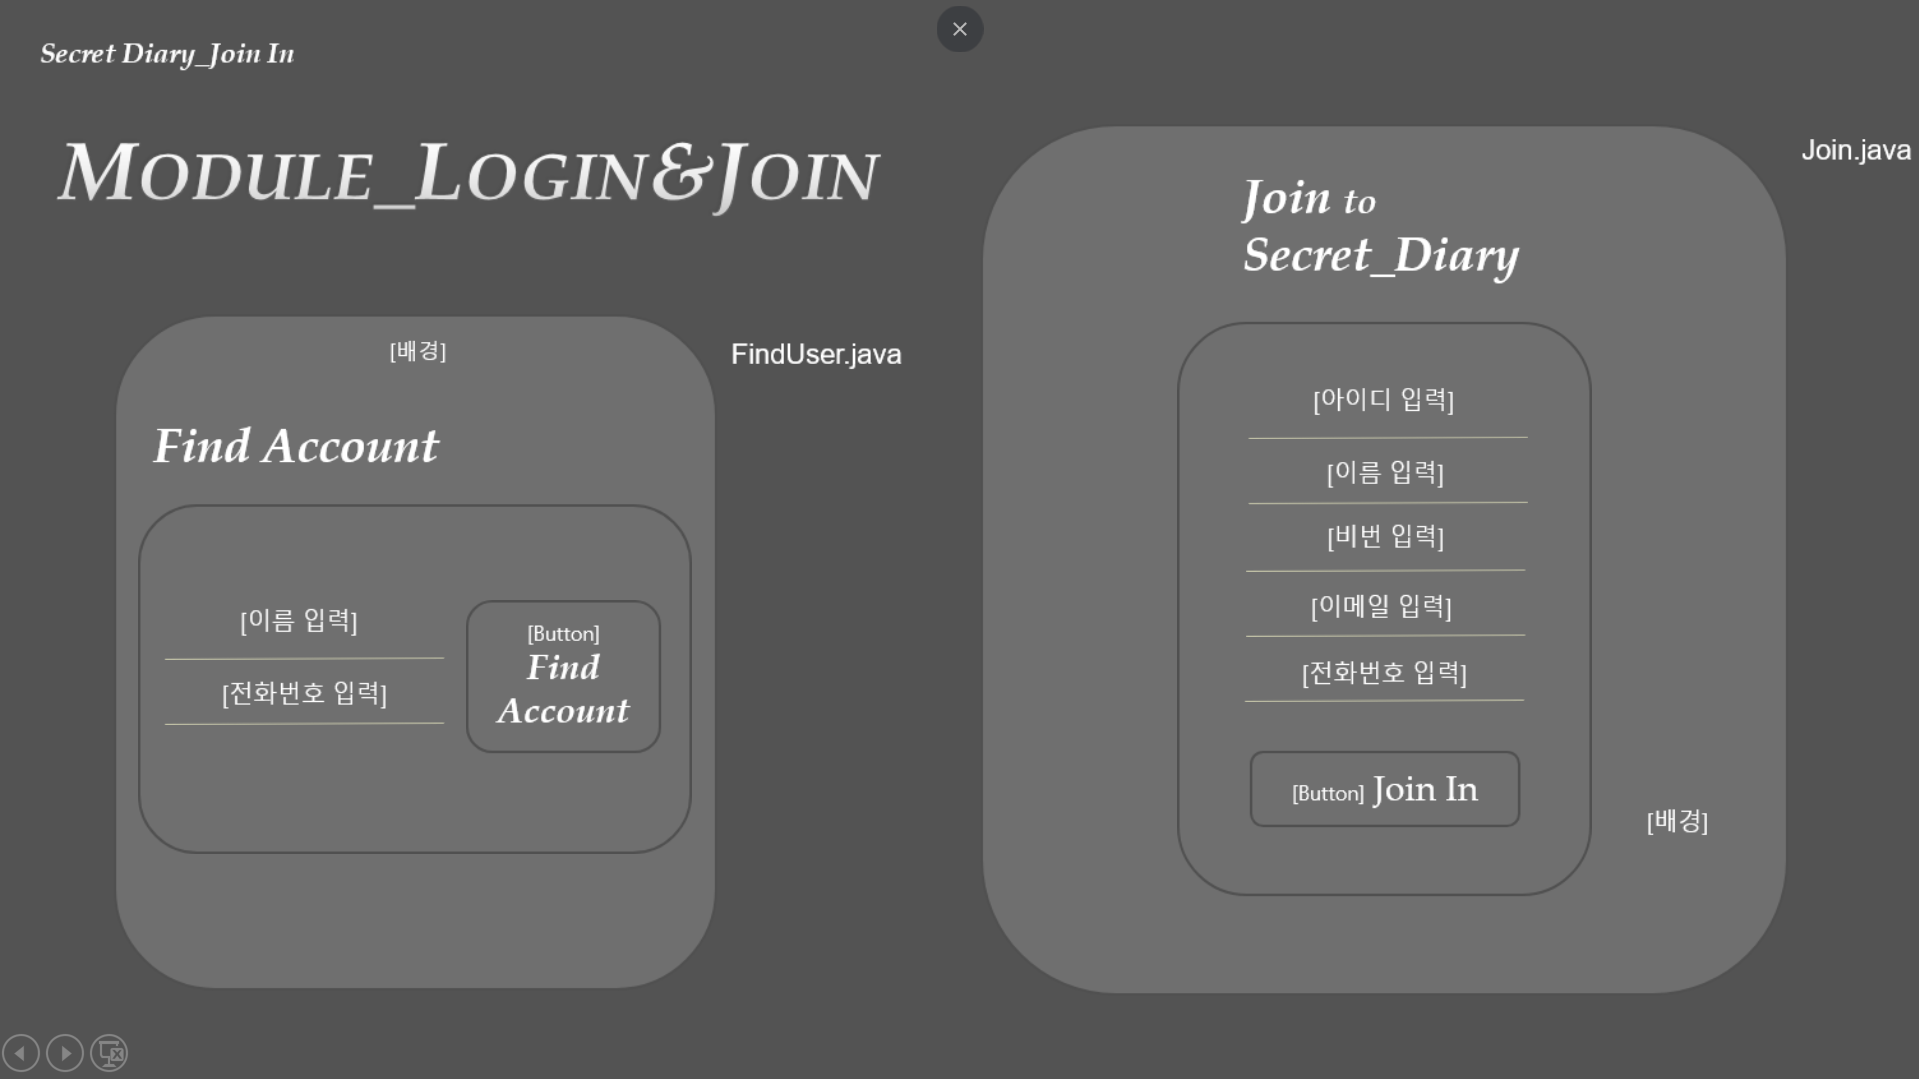 Secret Diary_Join In
MODULE_LOGIN&JOIN
[배경]
FindUser.java
Find Account
[이름 입력]
[전화번호 입력]
[Button]
Find
Account
Join.java
Join to
Secret_Diary
[아이디 입력]
[이름 입력]
[비번 입력]
[이메일 입력]
[전화번호 입력]
[Button] Join In
[배경]